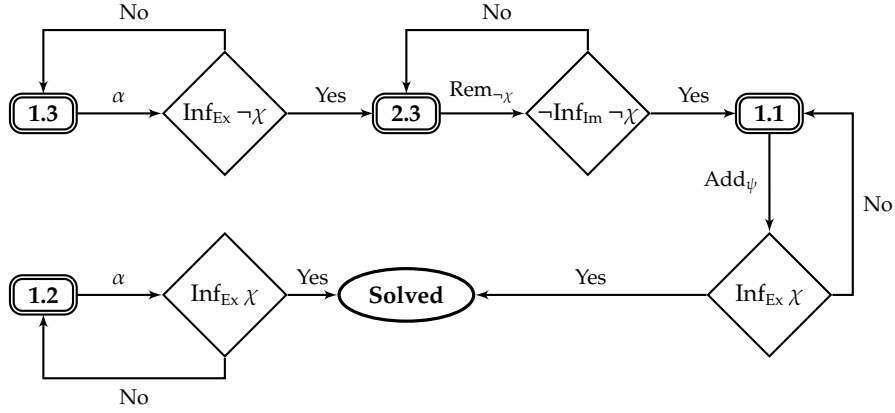 No
No
1.3
α
Inf_Ex ¬χ
Yes
2.3
Rem_¬χ
¬Inf_Im ¬χ
Yes
1.1
Add_ψ
No
1.2
α
Inf_Ex χ
Yes
Solved
Yes
Inf_Ex χ
No